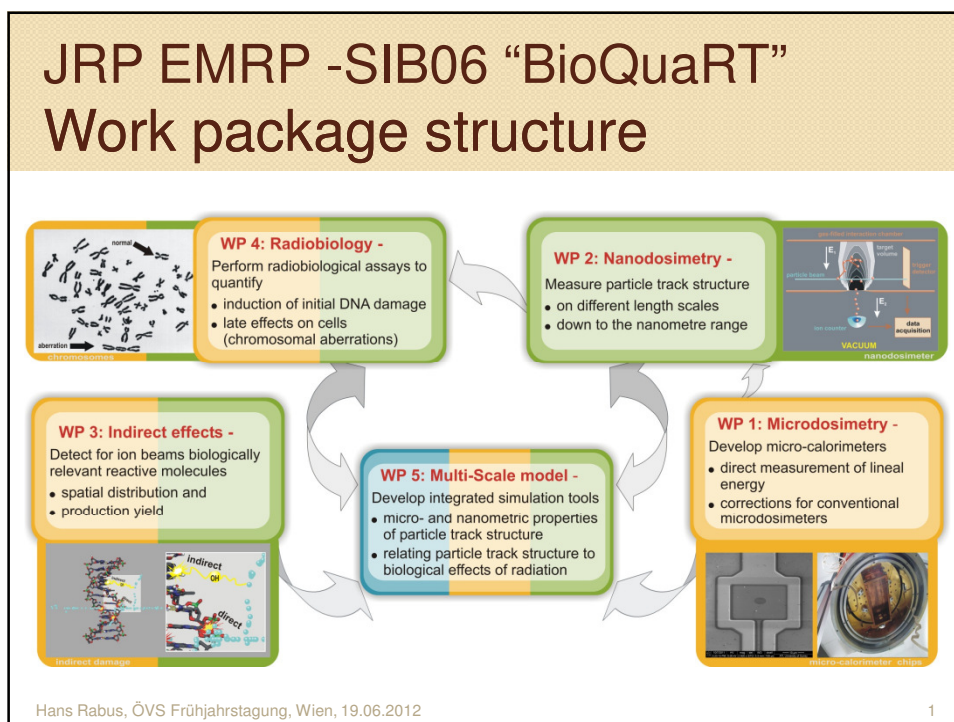 JRP EMRP -SIB06 “BioQuaRT”
Work package structure
normal
aberration
chromosomes
WP 4: Radiobiology -
Perform radiobiological assays to
quantify
• induction of initial DNA damage
• late effects on cells
(chromosomal aberrations)
WP 2: Nanodosimetry -
Measure particle track structure
• on different length scales
• down to the nanometre range
gas-filled interaction chamber
E₁
target
volume
particle beam
trigger
detector
E₂
ion counter
data
acquisition
VACUUM
nanodosimeter
WP 3: Indirect effects -
Detect for ion beams biologically
relevant reactive molecules
• spatial distribution and
• production yield
indirect
OH
direct
indirect damage
WP 5: Multi-Scale model -
Develop integrated simulation tools
• micro- and nanometric properties
of particle track structure
• relating particle track structure to
biological effects of radiation
WP 1: Microdosimetry -
Develop micro-calorimeters
• direct measurement of lineal
energy
• corrections for conventional
microdosimeters
micro-calorimeter chips
Hans Rabus, ÖVS Frühjahrstagung, Wien, 19.06.2012
1